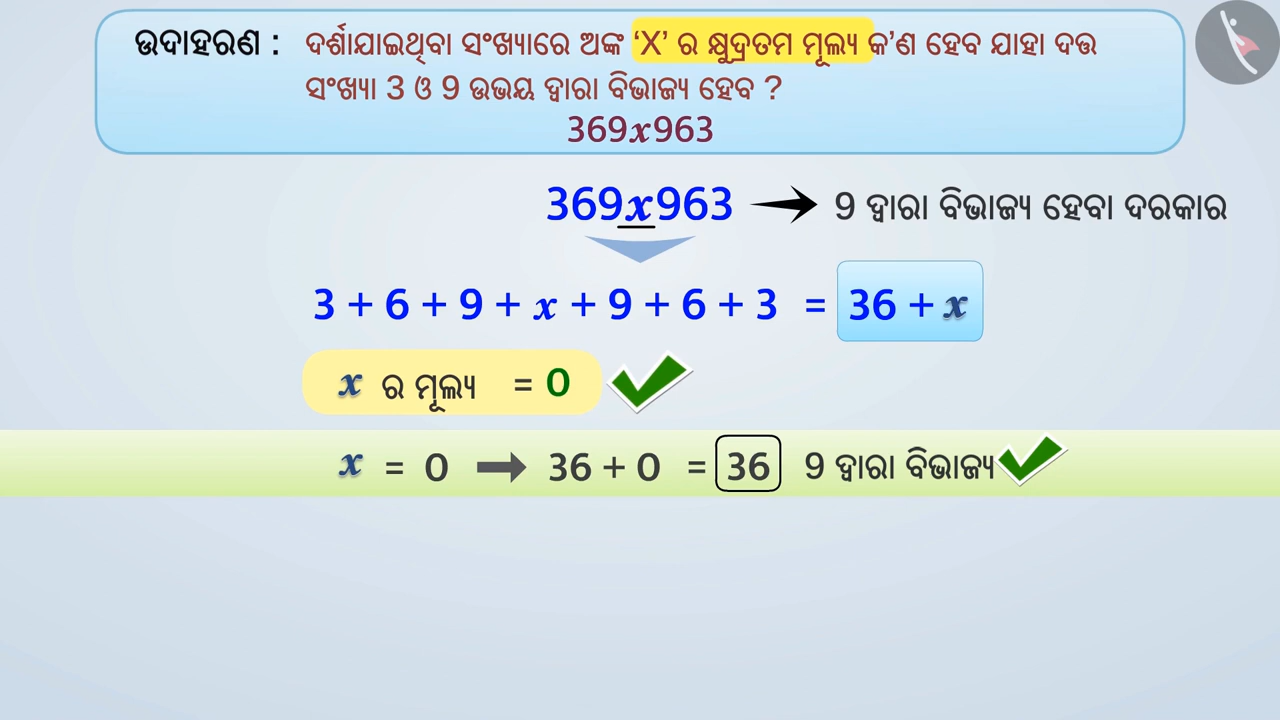 ଉଦାହରଣ : ଦର୍ଶାଯାଇଥିବା ସଂଖ୍ୟାରେ ଅଙ୍କ ‘X’ ର କ୍ଷୁଦ୍ରତମ ମୂଲ୍ୟ କ’ଣ ହେବ ଯାହା ଦତ୍ତ
ସଂଖ୍ୟା 3 ଓ 9 ଉଭୟ ଦ୍ୱାରା ବିଭାଜ୍ୟ ହେବ ?
369x963
369x963 → 9 ଦ୍ୱାରା ବିଭାଜ୍ୟ ହେବା ଦରକାର
3 + 6 + 9 + x + 9 + 6 + 3 = 36 + x
x ର ମୂଲ୍ୟ = 0
x = 0 → 36 + 0 = 36 9 ଦ୍ୱାରା ବିଭାଜ୍ୟ